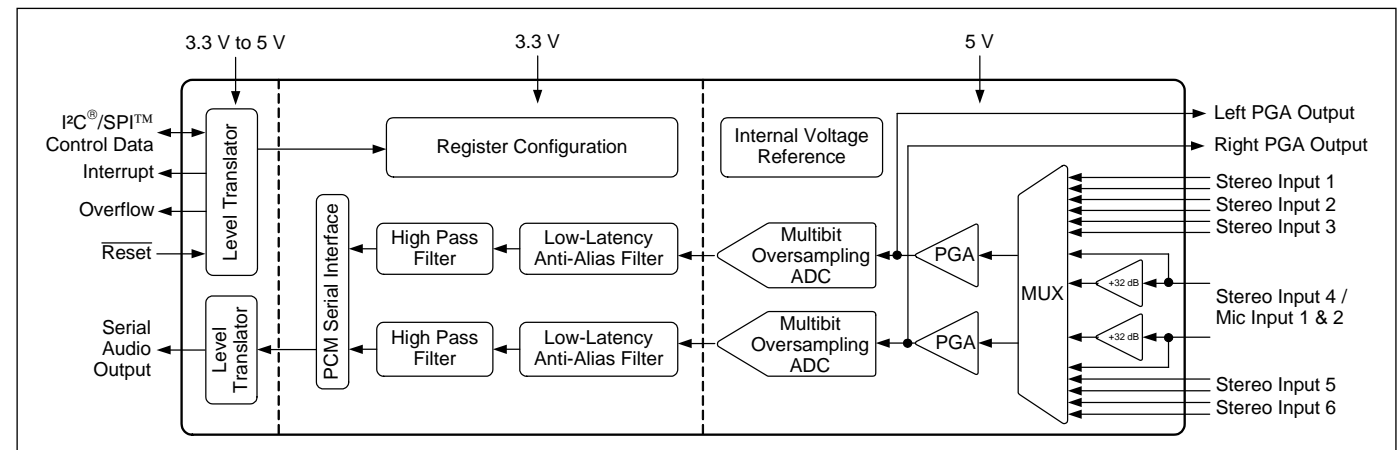 3.3 V to 5 V
3.3 V
5 V
I²C®/SPI™
Control Data
Interrupt
Overflow
Reset
Serial
Audio
Output
Level Translator
Level
Translator
Register Configuration
PCM Serial Interface
High Pass
Filter
Low-Latency
Anti-Alias Filter
High Pass
Filter
Low-Latency
Anti-Alias Filter
Internal Voltage
Reference
Multibit
Oversampling
ADC
Multibit
Oversampling
ADC
PGA
PGA
MUX
+32 dB
+32 dB
Left PGA Output
Right PGA Output
Stereo Input 1
Stereo Input 2
Stereo Input 3
Stereo Input 4 /
Mic Input 1 & 2
Stereo Input 5
Stereo Input 6